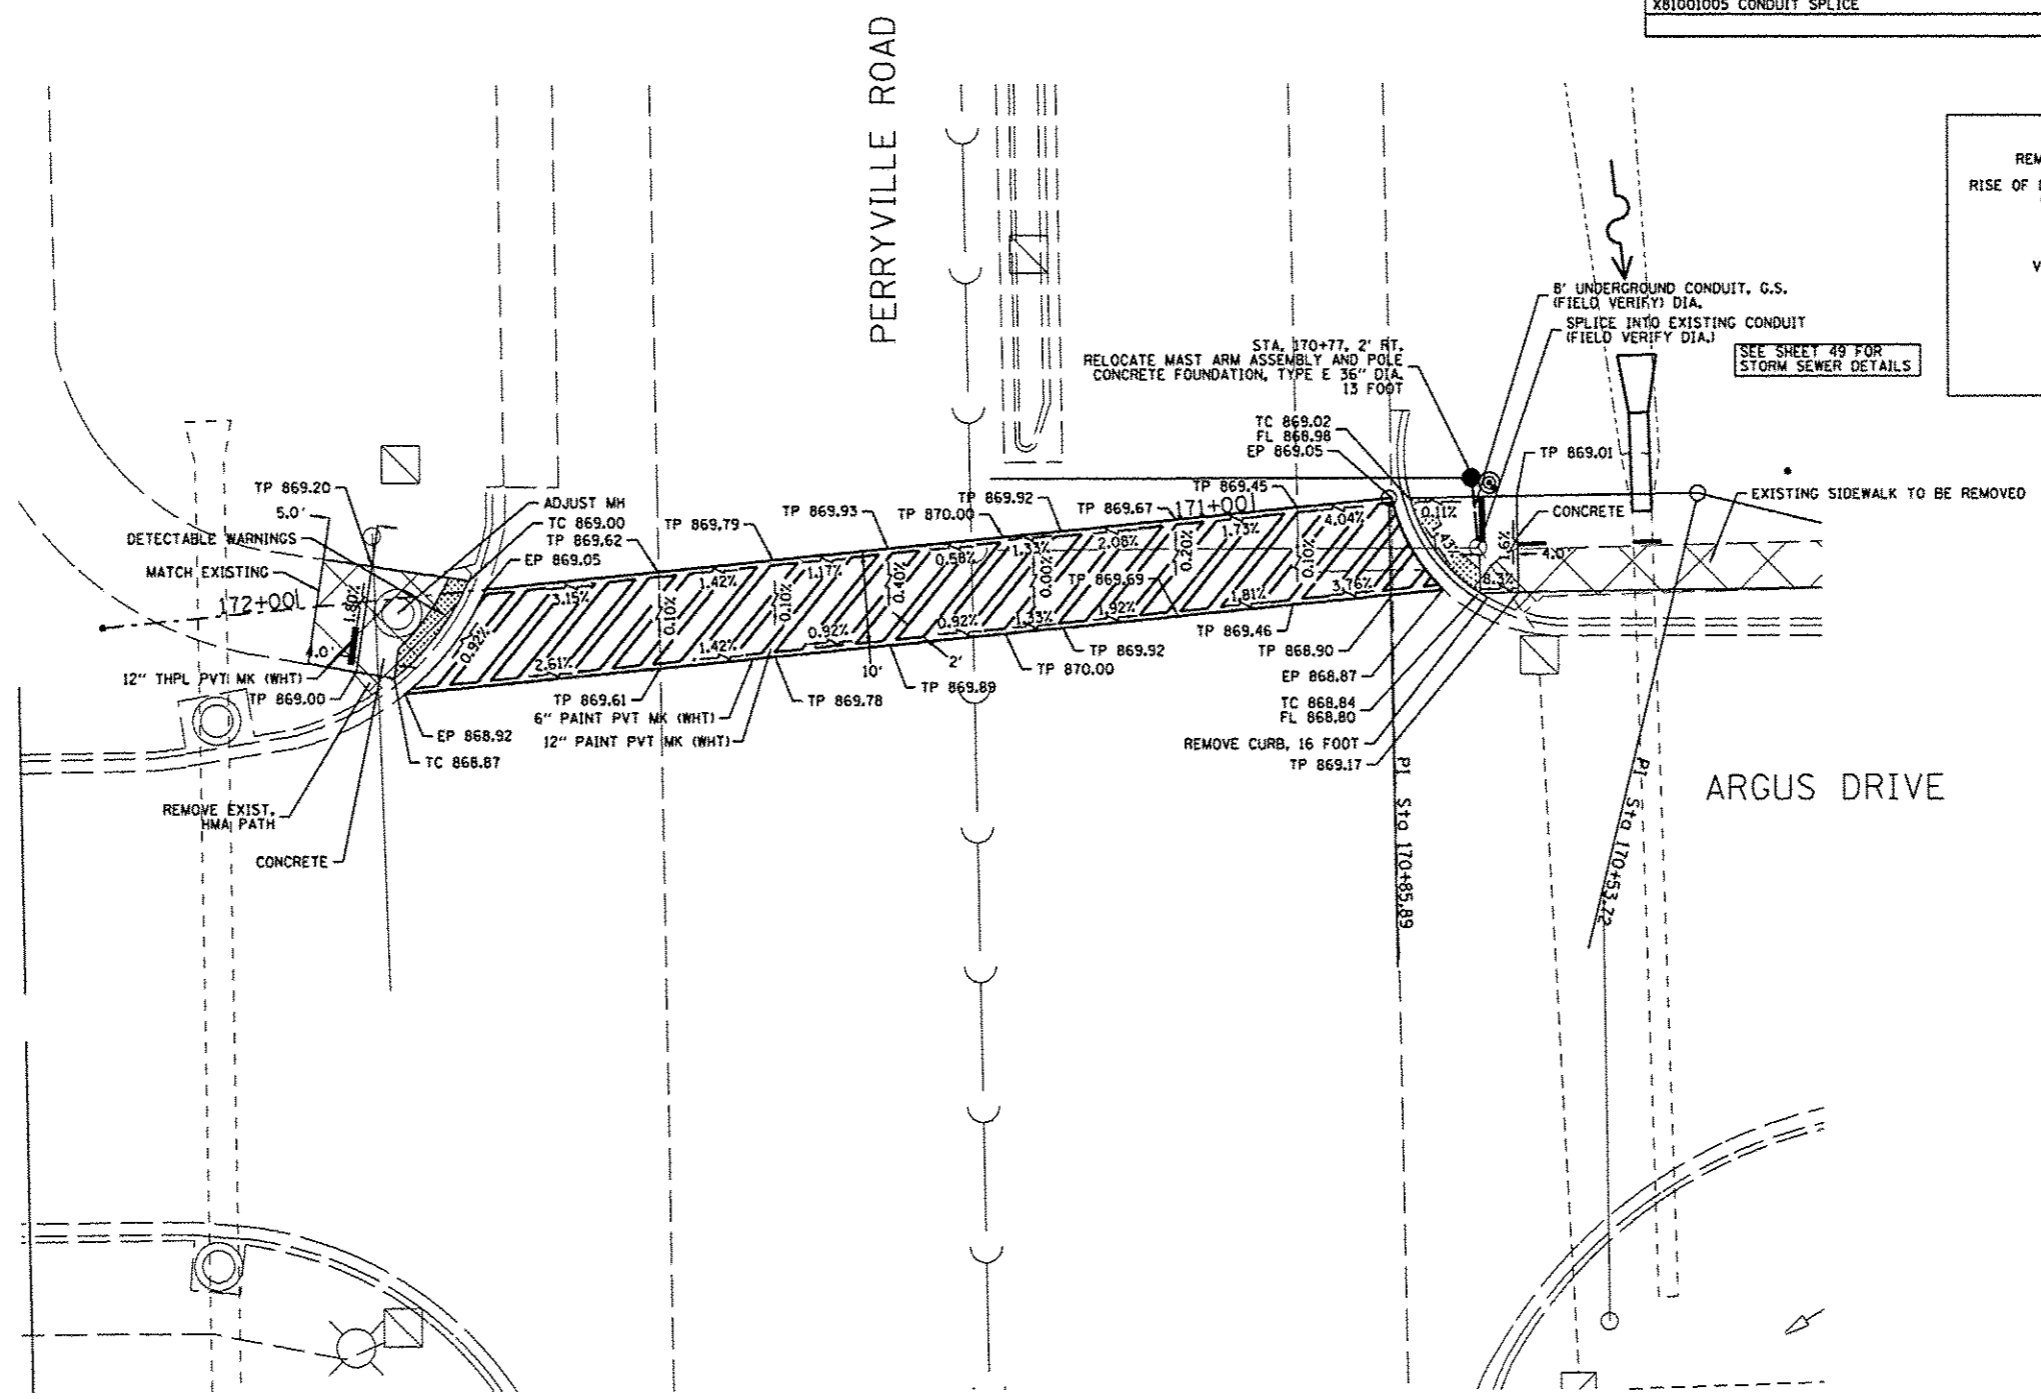 X81001005 CONDUIT SPLICE
PERRYVILLE ROAD
REM
RISE OF
V
8' UNDERGROUND CONDUIT, G.S.
(FIELD VERIFY) DIA.
SPLICE INTO EXISTING CONDUIT
(FIELD VERIFY DIA.)
SEE SHEET 49 FOR
STORM SEWER DETAILS
STA. 170+77, 2' RT.
RELOCATE MAST ARM ASSEMBLY AND POLE
CONCRETE FOUNDATION, TYPE E 36" DIA.
13 FOOT
TC 869.02
FL 868.98
EP 869.05
TP 869.01
EXISTING SIDEWALK TO BE REMOVED
CONCRETE
TP 869.20
5.0'
DETECTABLE WARNINGS
MATCH EXISTING
172+00
1.80%
4.0'
12" THPL PVT MK (WHT)
TP 869.00
ADJUST MH
TC 869.00
TP 869.62
EP 869.05
TP 869.79
TP 869.93
TP 870.00
TP 869.92
TP 869.67
TP 869.45
171+00
3.15%
1.42%
1.17%
0.58%
1.33%
2.08%
1.73%
4.04%
0.11%
0.92%
0.10%
0.10%
0.40%
0.00%
0.20%
0.10%
1.43%
1.6%
4.0'
8.3%
TP 869.69
2.61%
1.42%
0.92%
0.92%
1.33%
1.92%
1.81%
3.76%
10'
2'
TP 869.61
6" PAINT PVT MK (WHT)
12" PAINT PVT MK (WHT)
TP 869.78
TP 869.89
TP 870.00
TP 869.92
TP 869.46
TP 868.90
EP 868.87
TC 868.84
FL 868.80
REMOVE CURB, 16 FOOT
TP 869.17
EP 868.92
TC 868.87
REMOVE EXIST.
HMA PATH
CONCRETE
PI Sta 170+85.89
PI Sta 170+53.72
ARGUS DRIVE